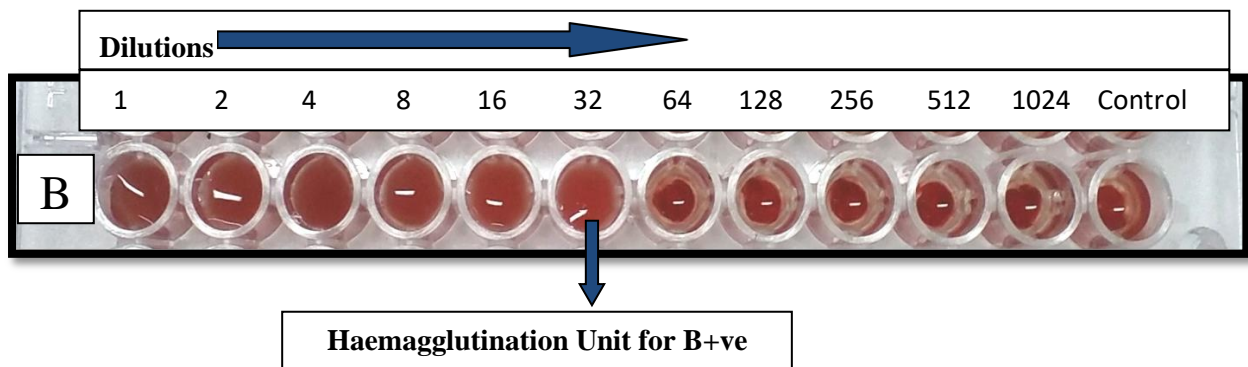 Dilutions
1 2 4 8 16 32 64 128 256 512 1024 Control
B
Haemagglutination Unit for B+ve